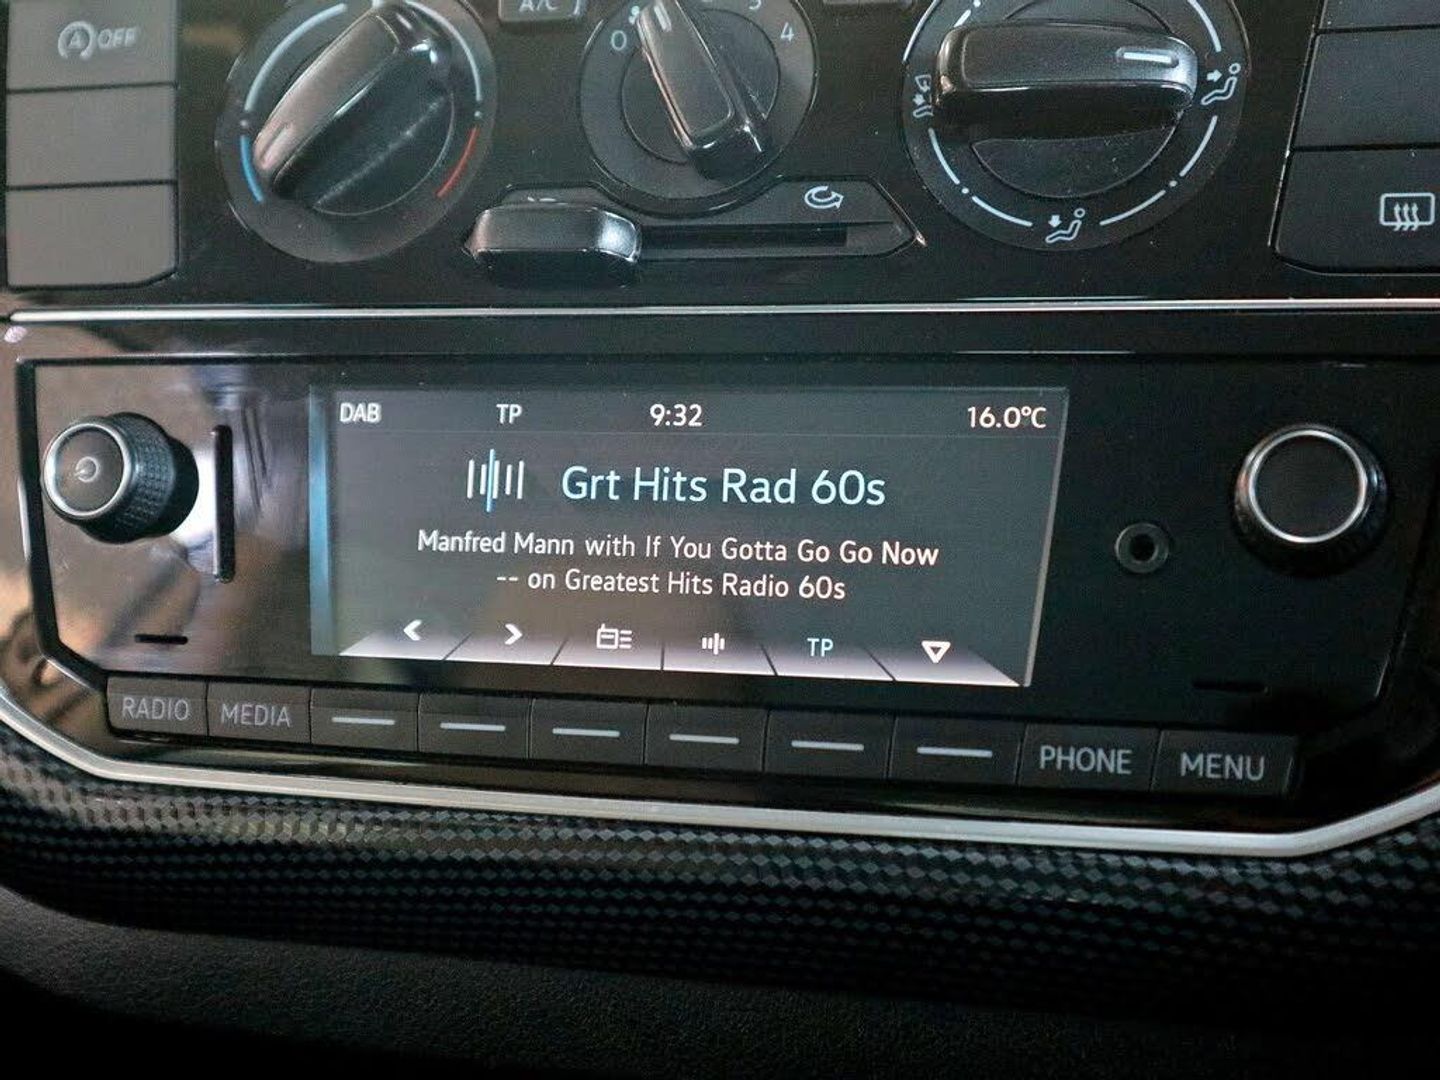 A OFF
A/C
0
3
4
DAB TP 9:32 16.0°C
Grt Hits Rad 60s
Manfred Mann with If You Gotta Go Go Now
-- on Greatest Hits Radio 60s
TP
RADIO MEDIA PHONE MENU